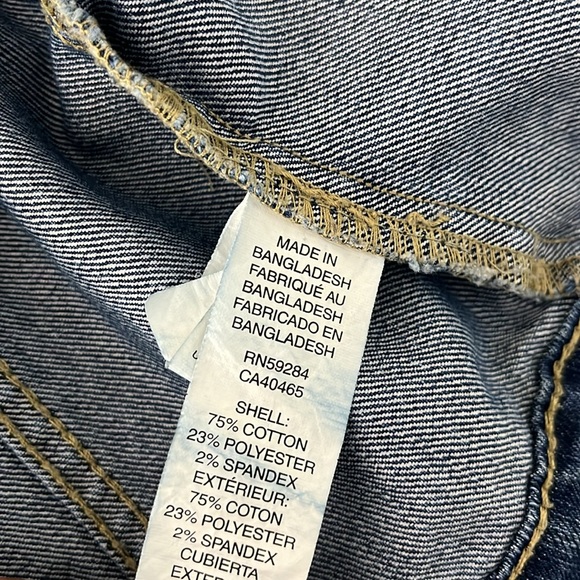 MADE IN
BANGLADESH
FABRIQUÉ AU
BANGLADESH
FABRICADO EN
BANGLADESH
RN59284
CA40465
SHELL:
75% COTTON
23% POLYESTER
2% SPANDEX
EXTÉRIEUR:
75% COTON
23% POLYESTER
2% SPANDEX
CUBIERTA